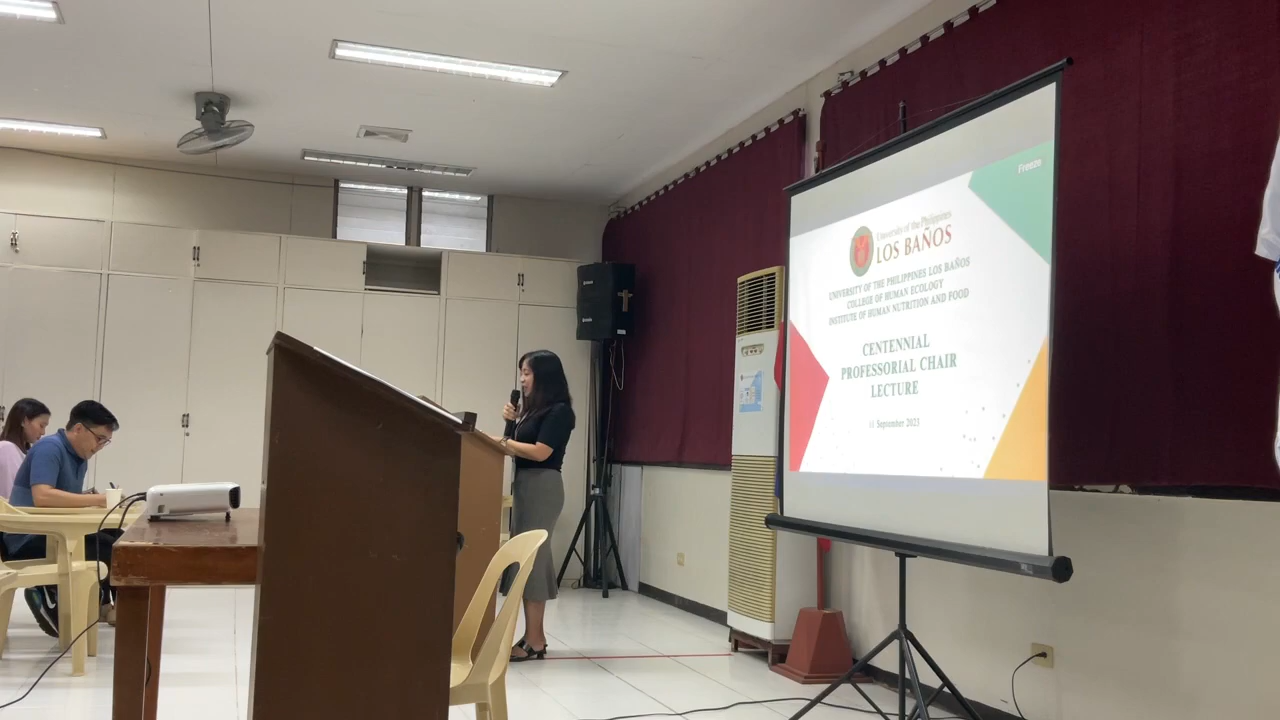 Freeze
University of the Philippines
LOS BAÑOS
UNIVERSITY OF THE PHILIPPINES LOS BAÑOS
COLLEGE OF HUMAN ECOLOGY
INSTITUTE OF HUMAN NUTRITION AND FOOD
CENTENNIAL
PROFESSORIAL CHAIR
LECTURE
11 September 2023